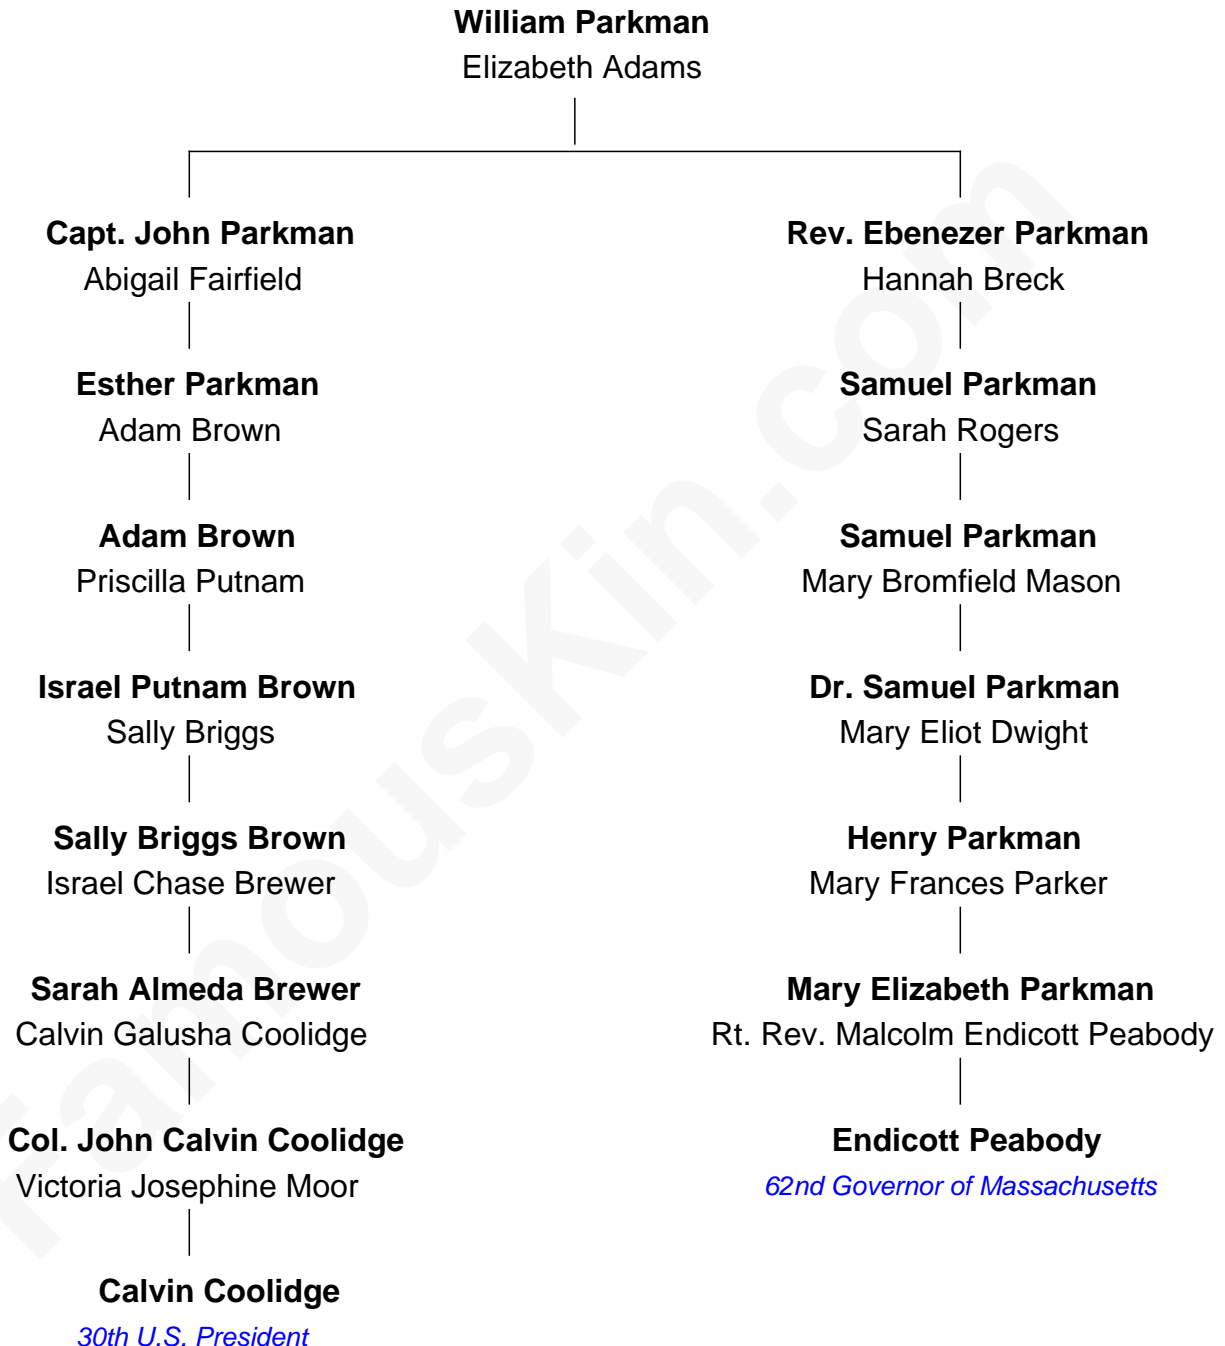 William Parkman
Elizabeth Adams
Capt. John Parkman
Abigail Fairfield
Rev. Ebenezer Parkman
Hannah Breck
Esther Parkman
Adam Brown
Samuel Parkman
Sarah Rogers
Adam Brown
Priscilla Putnam
Samuel Parkman
Mary Bromfield Mason
Israel Putnam Brown
Sally Briggs
Dr. Samuel Parkman
Mary Eliot Dwight
Sally Briggs Brown
Israel Chase Brewer
Henry Parkman
Mary Frances Parker
Sarah Almeda Brewer
Calvin Galusha Coolidge
Mary Elizabeth Parkman
Rt. Rev. Malcolm Endicott Peabody
Col. John Calvin Coolidge
Victoria Josephine Moor
Endicott Peabody
62nd Governor of Massachusetts
Calvin Coolidge
30th U.S. President
FamousKin.com